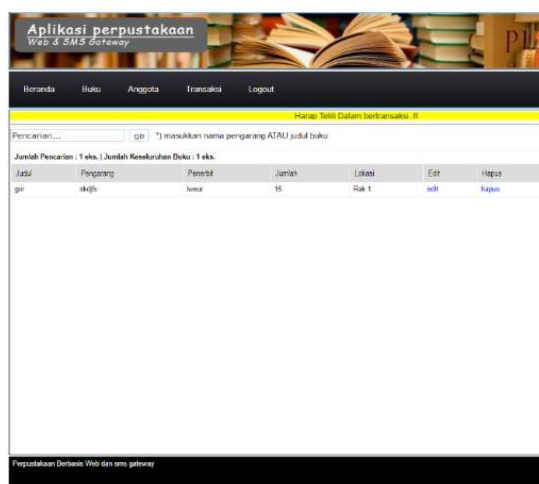 Aplikasi perpustakaan
Web & SMS Gateway
Beranda Buku Anggota Transaksi Logout
Harap Teliti Dalam bertransaksi..!!
Pencarian... go *) masukkan nama pengarang ATAU judul buku
Jumlah Pencarian : 1 eks. | Jumlah Keseluruhan Buku : 1 eks.
Judul Pengarang Penerbit Jumlah Lokasi Edit Hapus
15 Rak 1 edit hapus
Perpustakaan Berbasis Web dan sms gateway